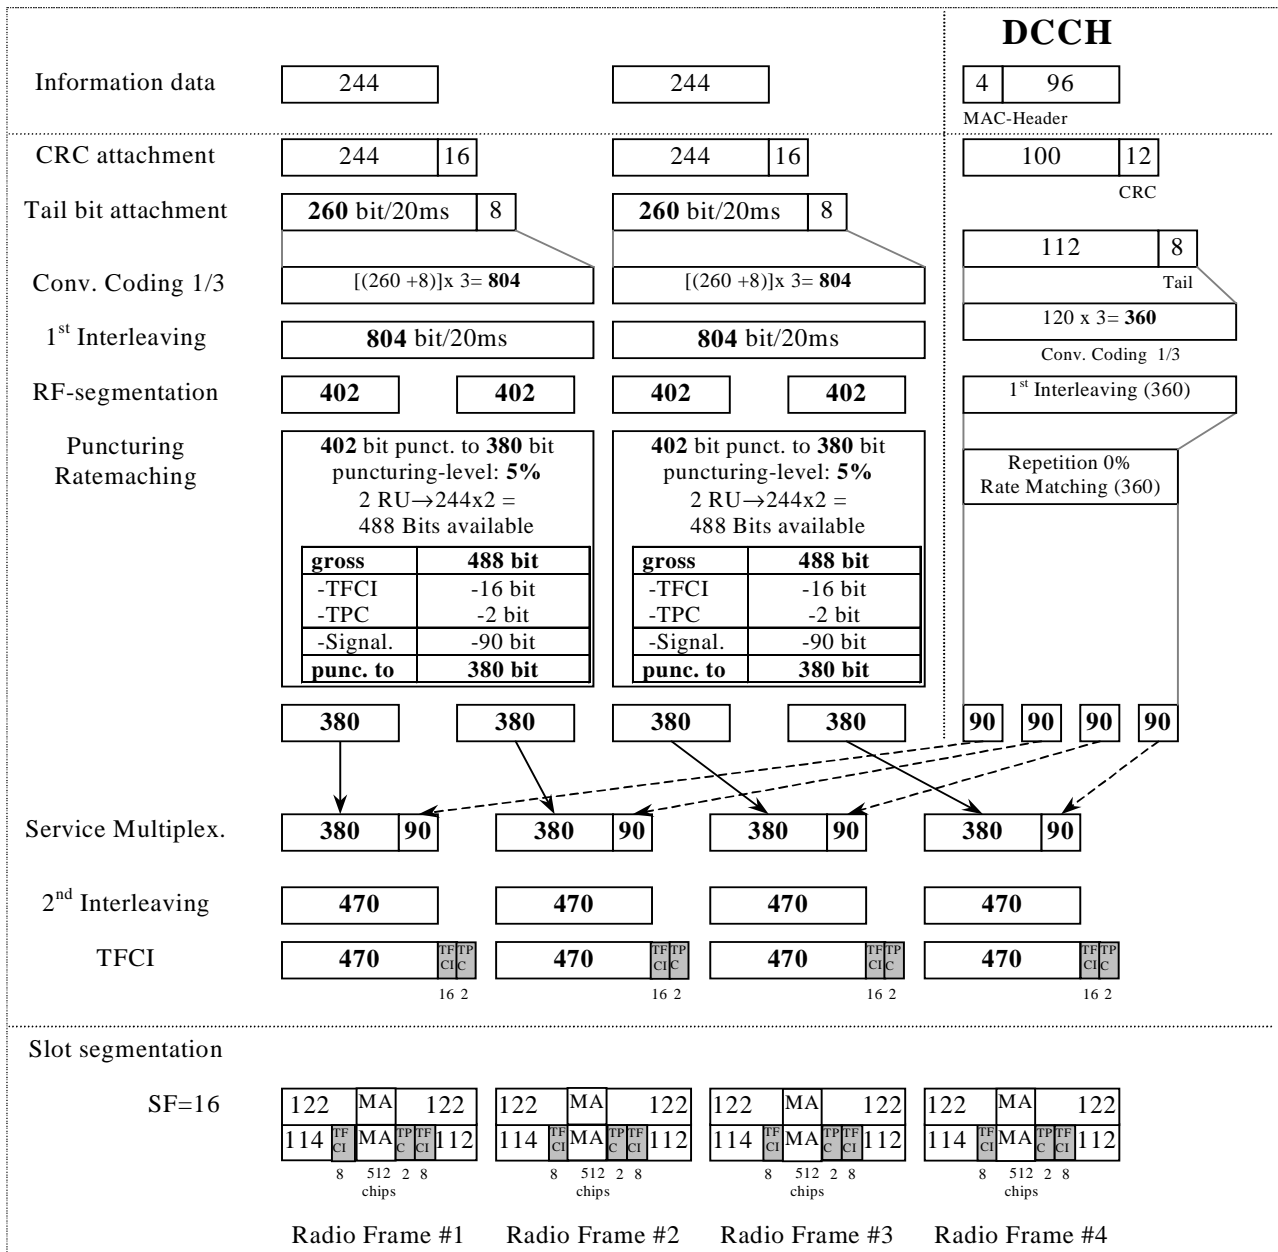 DCCH
Information data 244 244 4 96
MAC-Header
CRC attachment 244 16 244 16 100 12
CRC
Tail bit attachment 260 bit/20ms 8 260 bit/20ms 8
112 8
Tail
Conv. Coding 1/3 [(260 +8)]x 3= 804 [(260 +8)]x 3= 804
120 x 3= 360
Conv. Coding 1/3
1st Interleaving 804 bit/20ms 804 bit/20ms
RF-segmentation 402 402 402 402 1st Interleaving (360)
Puncturing
Ratemaching
402 bit punct. to 380 bit
puncturing-level: 5%
2 RU→244x2 =
488 Bits available
gross 488 bit
-TFCI -16 bit
-TPC -2 bit
-Signal. -90 bit
punc. to 380 bit
402 bit punct. to 380 bit
puncturing-level: 5%
2 RU→244x2 =
488 Bits available
gross 488 bit
-TFCI -16 bit
-TPC -2 bit
-Signal. -90 bit
punc. to 380 bit
Repetition 0%
Rate Matching (360)
380 380 380 380 90 90 90 90
Service Multiplex. 380 90 380 90 380 90 380 90
2nd Interleaving 470 470 470 470
TFCI 470 TFCI TPC 470 TFCI TPC 470 TFCI TPC 470 TFCI TPC
16 2 16 2 16 2 16 2
Slot segmentation
SF=16 122 MA 122 122 MA 122 122 MA 122 122 MA 122
114 TFCI MA TPC TFCI 112 114 TFCI MA TPC TFCI 112 114 TFCI MA TPC TFCI 112 114 TFCI MA TPC TFCI 112
8 512 2 8 8 512 2 8 8 512 2 8 8 512 2 8
chips chips chips chips
Radio Frame #1 Radio Frame #2 Radio Frame #3 Radio Frame #4